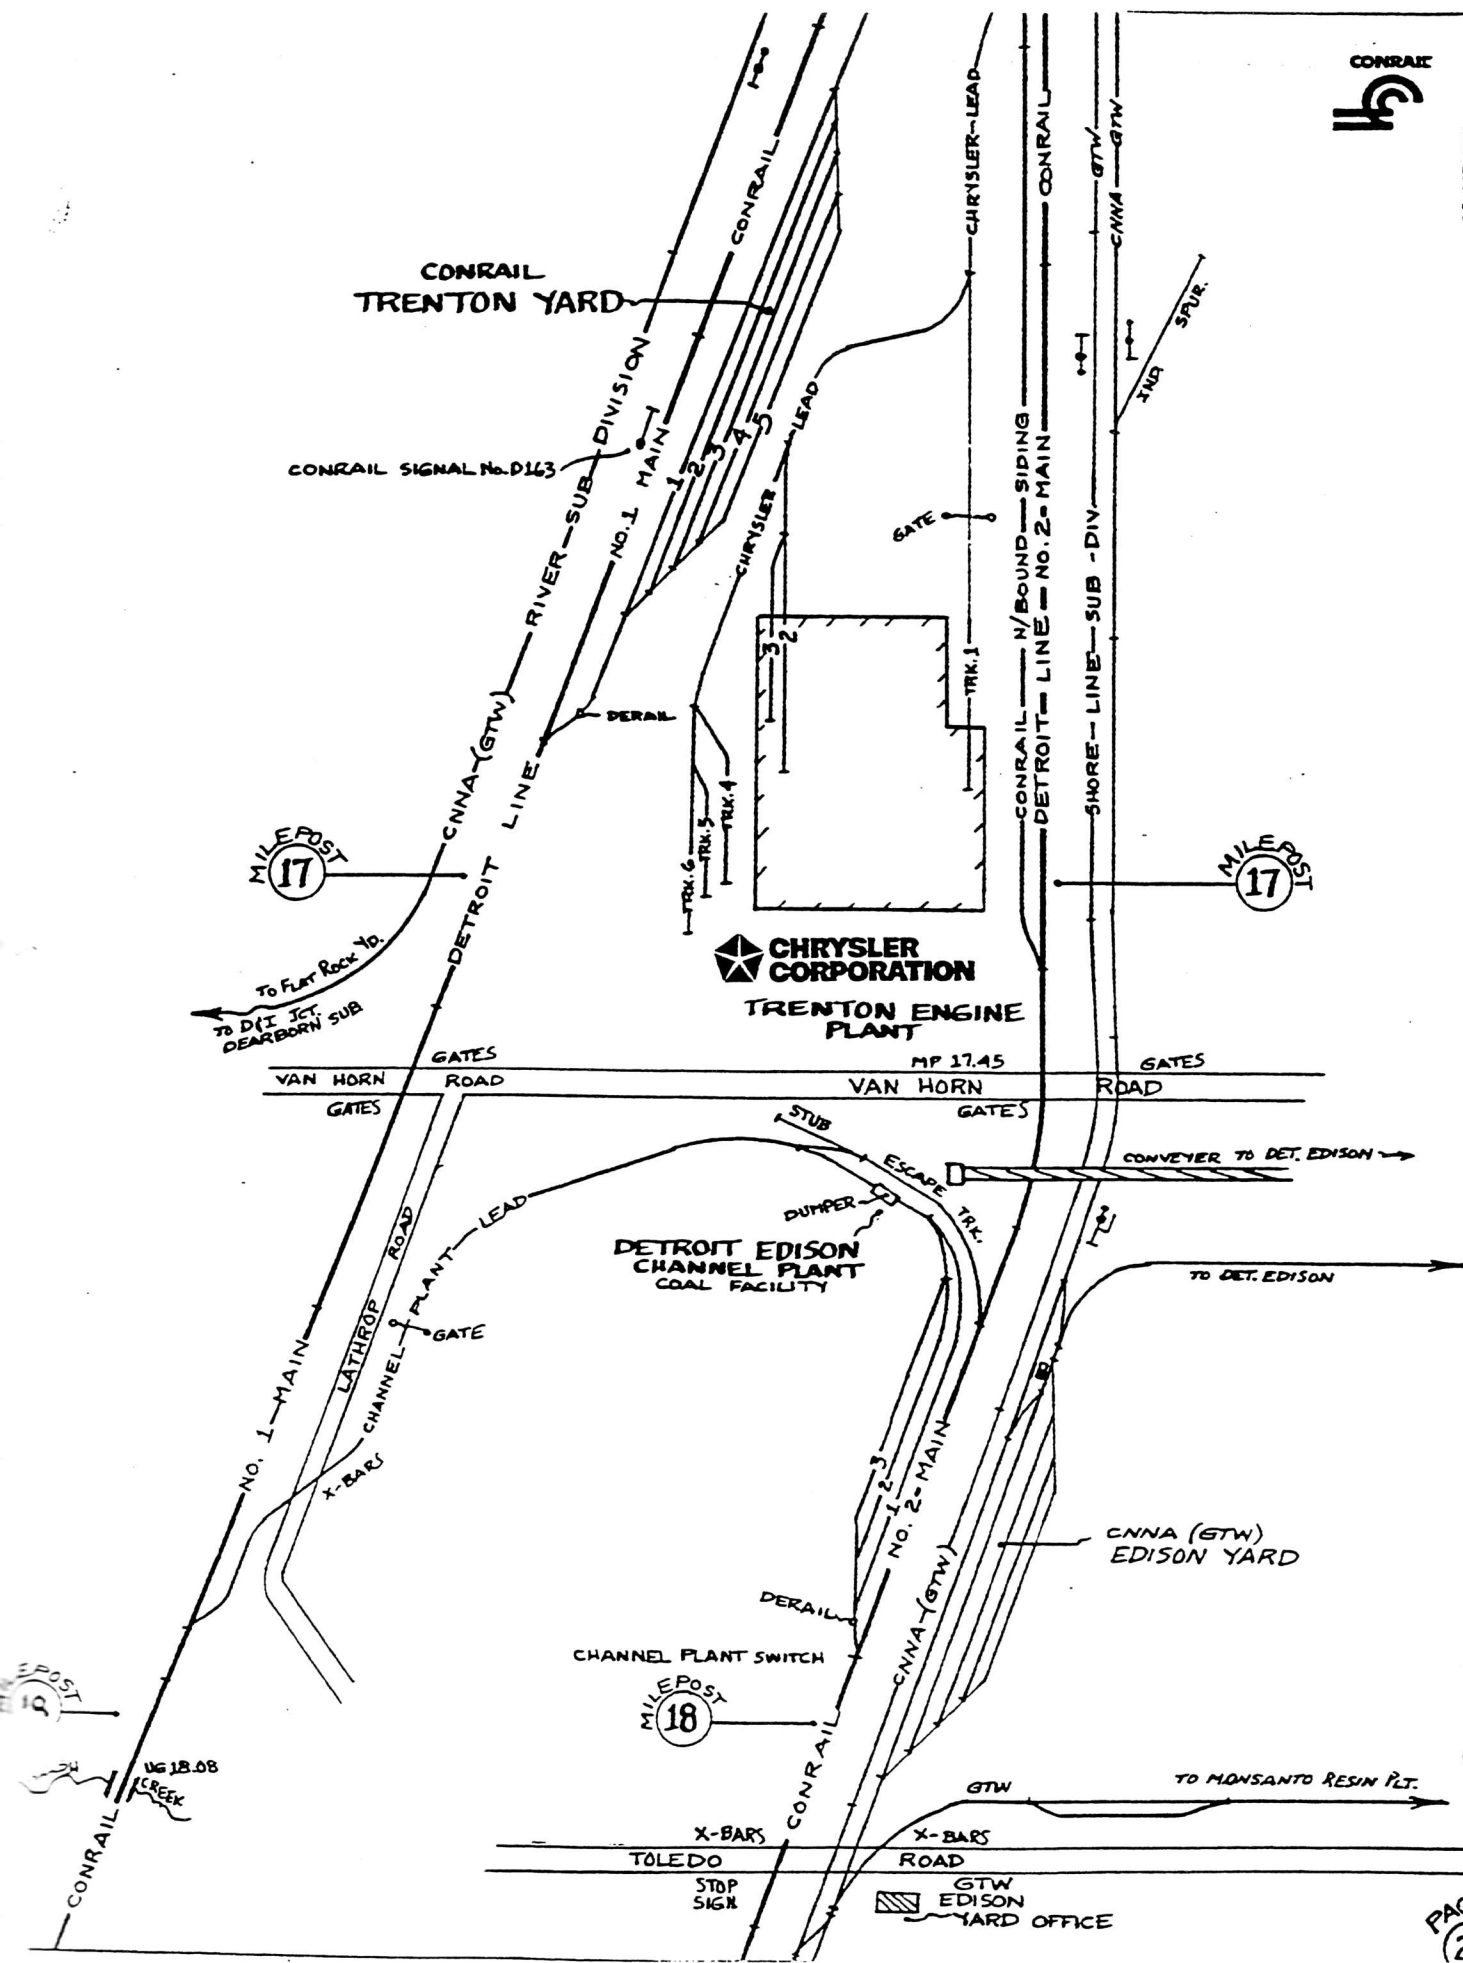 CONRAIL
CONRAIL
TRENTON YARD
CONRAIL
CHRYSLER-LEAD
CONRAIL
GTW
CNNA-GTW
IND SPUR.
CONRAIL SIGNAL No. D163
CNNA-(GTW) RIVER-SUB DIVISION
DETROIT LINE NO.1 MAIN
1 2 3 4 5
CHRYSLER LEAD
GATE
CONRAIL N/BOUND SIDING
DETROIT LINE NO. 2-MAIN
SHORE-LINE-SUB-DIV.
3
2
TRK.1
DERAIL
TRK.6
TRK.5
TRK.4
MILEPOST
17
MILEPOST
17
TO FLAT ROCK YD.
TO D&I JCT.
DEARBORN SUB
CHRYSLER
CORPORATION
TRENTON ENGINE
PLANT
GATES
MP 17.45
GATES
VAN HORN ROAD
VAN HORN ROAD
GATES
GATES
STUB
ESCAPE TRK.
CONVEYER TO DET. EDISON
DUMPER
DETROIT EDISON
CHANNEL PLANT
COAL FACILITY
TO DET. EDISON
LATHROP ROAD
CHANNEL PLANT LEAD
GATE
NO. 1-MAIN
X-BARS
3
2
1
NO. 2-MAIN
CNNA (GTW)
EDISON YARD
CNNA-(GTW)
DERAIL
CHANNEL PLANT SWITCH
MILEPOST
18
18
UG 18.08
CREEK
CONRAIL
CONRAIL
GTW
TO MONSANTO RESIN PLT.
X-BARS
X-BARS
TOLEDO ROAD
STOP
SIGN
GTW
EDISON
YARD OFFICE